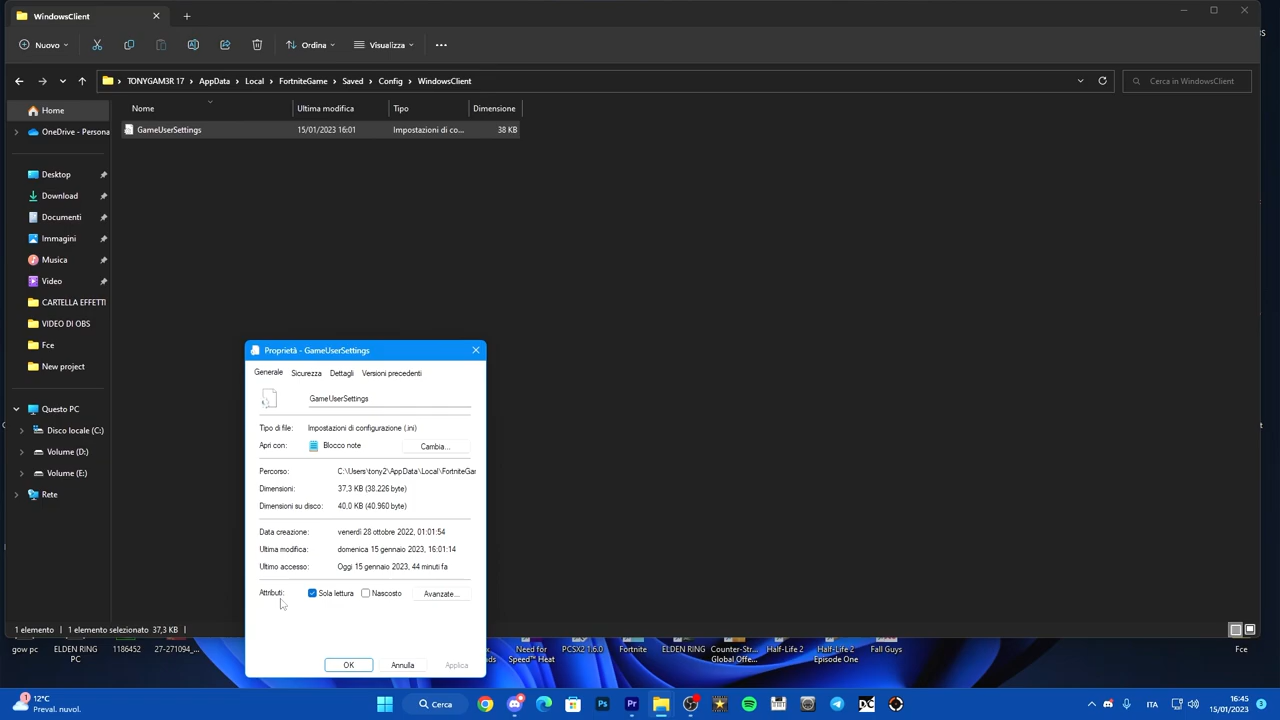 WindowsClient
Nuovo
Ordina
Visualizza
TONYGAM3R 17 > AppData > Local > FortniteGame > Saved > Config > WindowsClient
Cerca in WindowsClient
Nome Ultima modifica Tipo Dimensione
GameUserSettings 15/01/2023 16:01 Impostazioni di co... 38 KB
Home
OneDrive - Persona
Desktop
Download
Documenti
Immagini
Musica
Video
CARTELLA EFFETTI
VIDEO DI OBS
Fce
New project
Questo PC
Disco locale (C:)
Volume (D:)
Volume (E:)
Rete
Proprietà - GameUserSettings
Generale Sicurezza Dettagli Versioni precedenti
GameUserSettings
Tipo di file: Impostazioni di configurazione (.ini)
Apri con: Blocco note Cambia...
Percorso: C:\Users\tony2\AppData\Local\FortniteGar
Dimensioni: 37,3 KB (38.226 byte)
Dimensioni su disco: 40,0 KB (40.960 byte)
Data creazione: venerdì 28 ottobre 2022, 01:01:54
Ultima modifica: domenica 15 gennaio 2023, 16:01:14
Ultimo accesso: Oggi 15 gennaio 2023, 44 minuti fa
Attributi: Sola lettura Nascosto Avanzate...
OK Annulla Applica
1 elemento 1 elemento selezionato 37,3 KB
gow pc ELDEN RING 1186452 27-271094_... Need for PCSX2 1.6.0 Fortnite ELDEN RING Counter-Str... Half-Life 2 Half-Life 2 Fall Guys Fce
PC Speed™ Heat Global Offe... Episode One
12°C
Preval. nuvol.
Cerca
ITA
16:45
15/01/2023
3